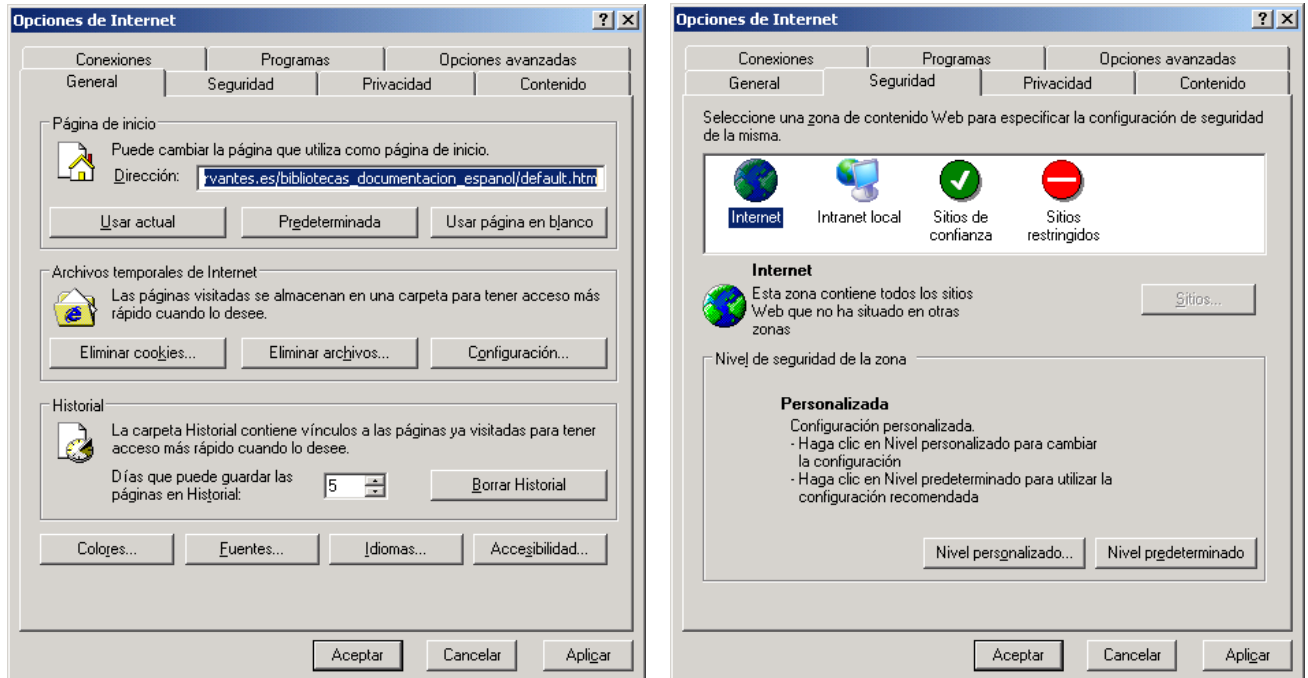 Opciones de Internet
Conexiones Programas Opciones avanzadas
General Seguridad Privacidad Contenido
Página de inicio
Puede cambiar la página que utiliza como página de inicio.
Dirección: rvantes.es/bibliotecas_documentacion_espanol/default.htm
Usar actual Predeterminada Usar página en blanco
Archivos temporales de Internet
Las páginas visitadas se almacenan en una carpeta para tener acceso más
rápido cuando lo desee.
Eliminar cookies... Eliminar archivos... Configuración...
Historial
La carpeta Historial contiene vínculos a las páginas ya visitadas para tener
acceso más rápido cuando lo desee.
Días que puede guardar las
páginas en Historial: 5 Borrar Historial
Colores... Fuentes... Idiomas... Accesibilidad...
Aceptar Cancelar Aplicar
Opciones de Internet
Conexiones Programas Opciones avanzadas
General Seguridad Privacidad Contenido
Seleccione una zona de contenido Web para especificar la configuración de seguridad
de la misma.
Internet Intranet local Sitios de confianza Sitios restringidos
Internet
Esta zona contiene todos los sitios
Web que no ha situado en otras
zonas
Sitios...
Nivel de seguridad de la zona
Personalizada
Configuración personalizada.
- Haga clic en Nivel personalizado para cambiar
la configuración
- Haga clic en Nivel predeterminado para utilizar la
configuración recomendada
Nivel personalizado... Nivel predeterminado
Aceptar Cancelar Aplicar